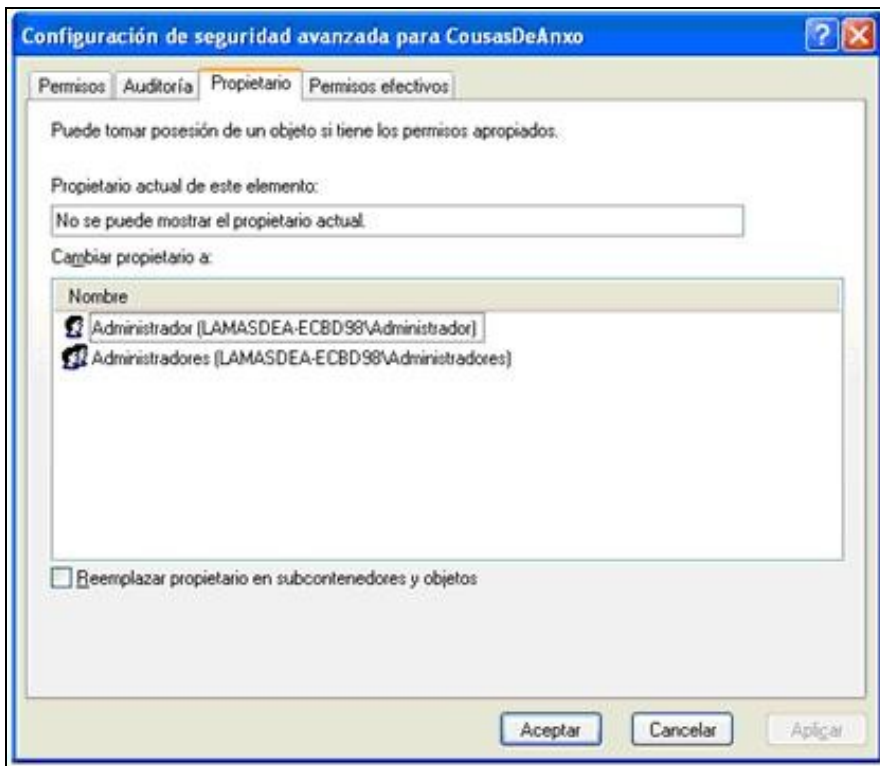 Configuración de seguridad avanzada para CousasDeAnxo
Permisos Auditoría Propietario Permisos efectivos
Puede tomar posesión de un objeto si tiene los permisos apropiados.
Propietario actual de este elemento:
No se puede mostrar el propietario actual.
Cambiar propietario a:
Nombre
Administrador (LAMASDEA-ECBD98\Administrador)
Administradores (LAMASDEA-ECBD98\Administradores)
Reemplazar propietario en subcontenedores y objetos
Aceptar Cancelar Aplicar